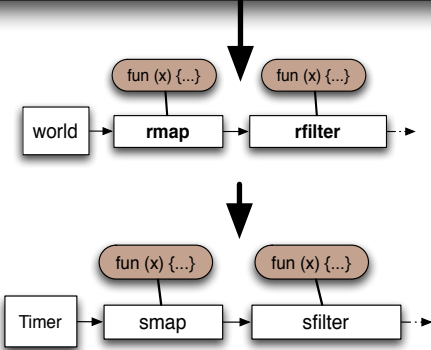 fun (x) {...} fun (x) {...}
world rmap rfilter
fun (x) {...} fun (x) {...}
Timer smap sfilter